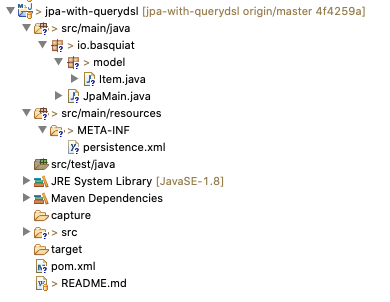 > jpa-with-querydsl [jpa-with-querydsl origin/master 4f4259a]
> src/main/java
> io.basquiat
> model
> Item.java
> JpaMain.java
> src/main/resources
> META-INF
persistence.xml
src/test/java
JRE System Library [JavaSE-1.8]
Maven Dependencies
capture
> src
target
pom.xml
> README.md